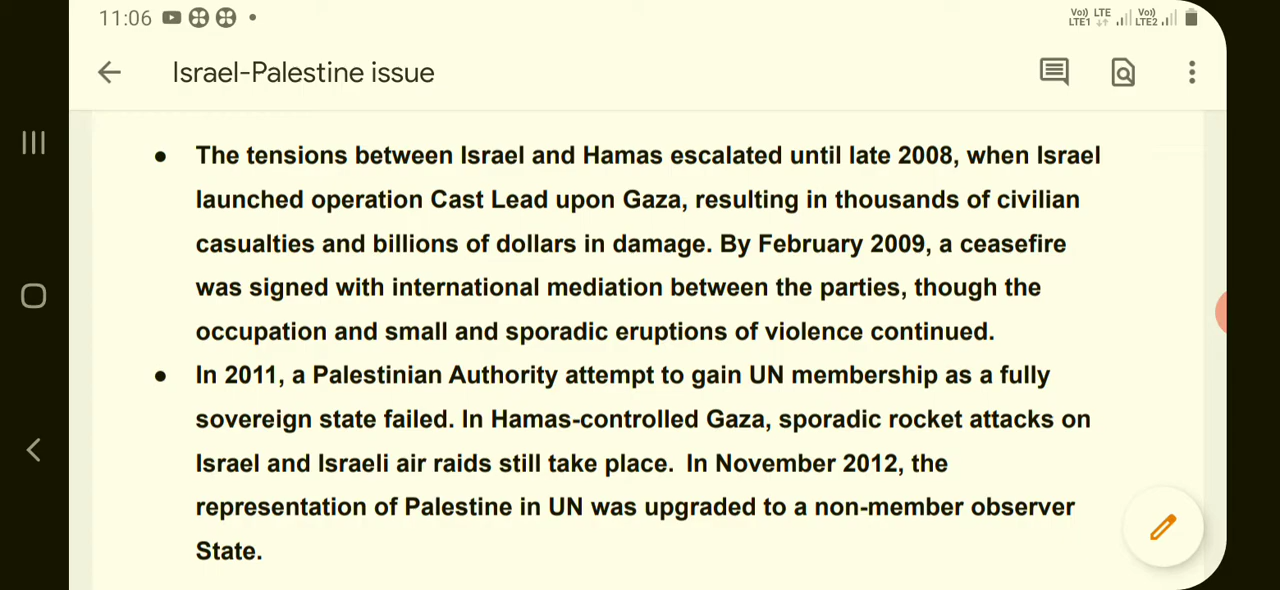 11:06
Vo) LTE Vo)
LTE1 LTE2
Israel-Palestine issue
● The tensions between Israel and Hamas escalated until late 2008, when Israel
launched operation Cast Lead upon Gaza, resulting in thousands of civilian
casualties and billions of dollars in damage. By February 2009, a ceasefire
was signed with international mediation between the parties, though the
occupation and small and sporadic eruptions of violence continued.
● In 2011, a Palestinian Authority attempt to gain UN membership as a fully
sovereign state failed. In Hamas-controlled Gaza, sporadic rocket attacks on
Israel and Israeli air raids still take place. In November 2012, the
representation of Palestine in UN was upgraded to a non-member observer
State.